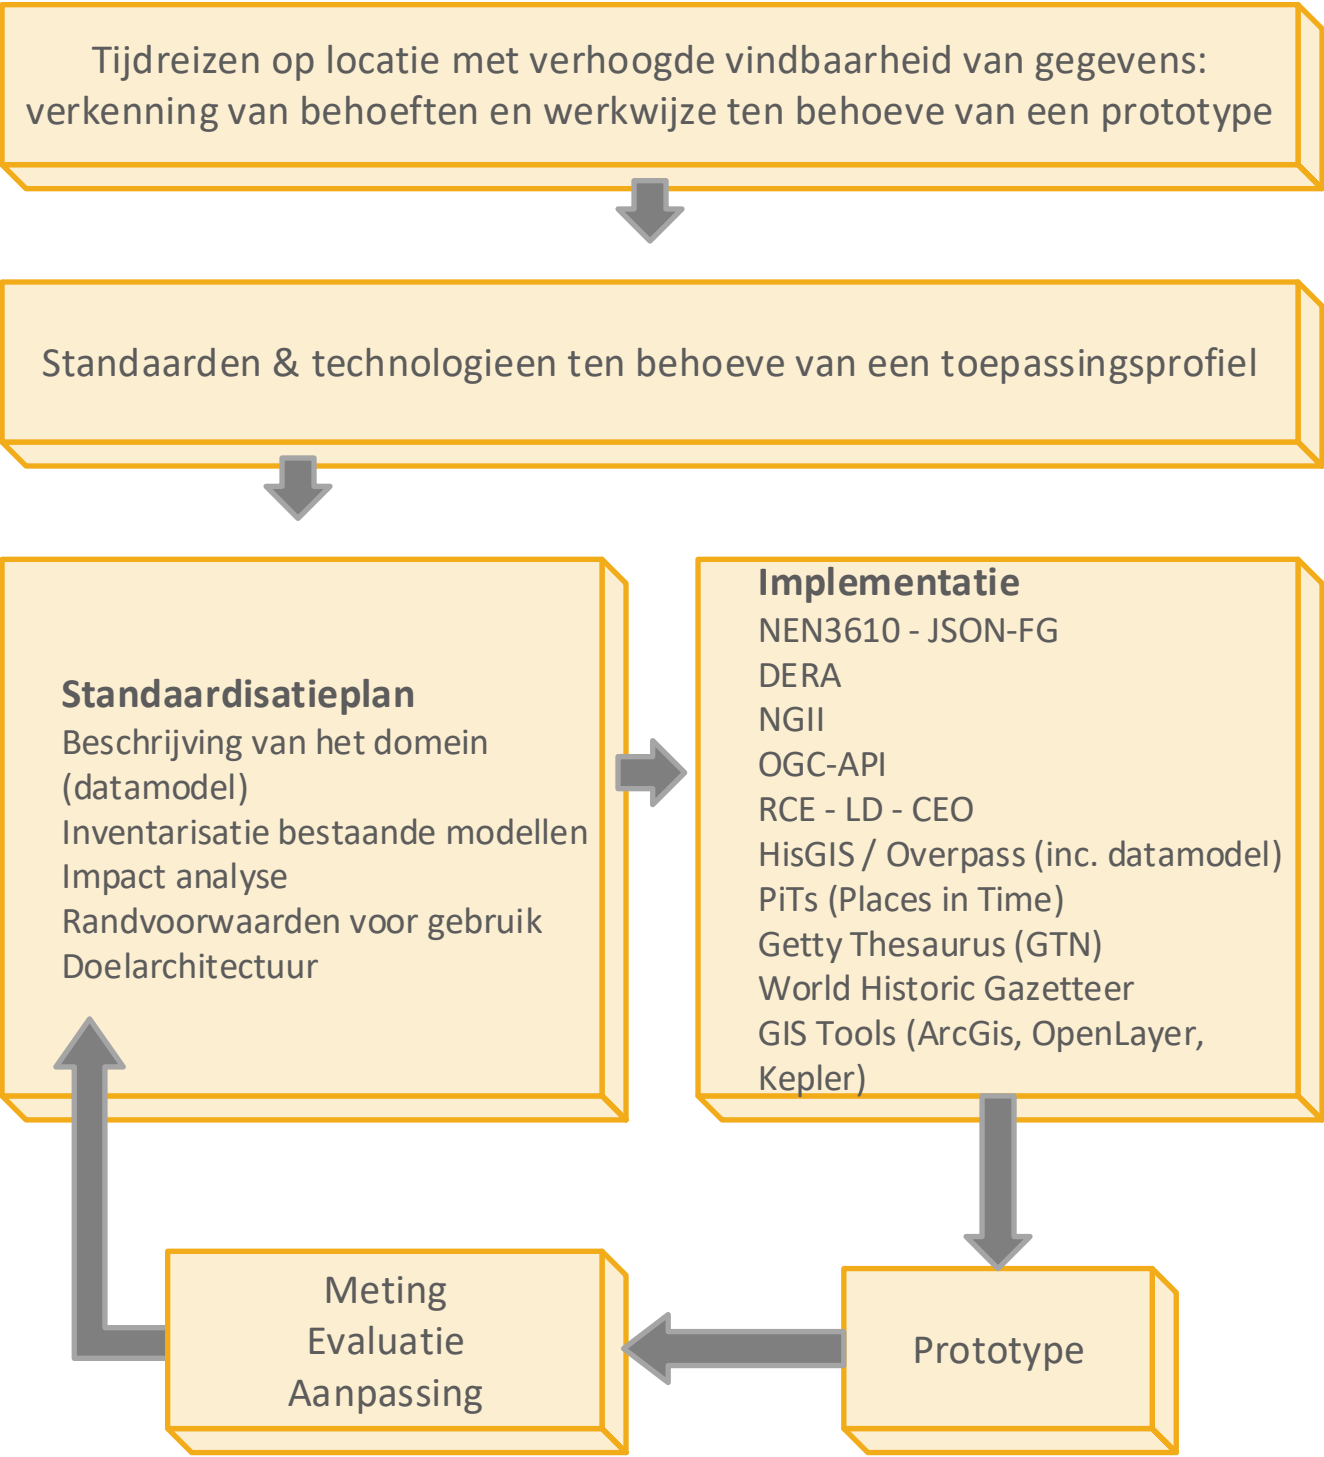 Tijdreizen op locatie met verhoogde vindbaarheid van gegevens:
verkenning van behoeften en werkwijze ten behoeve van een prototype
Standaarden & technologieen ten behoeve van een toepassingsprofiel
Standaardisatieplan
Beschrijving van het domein
(datamodel)
Inventarisatie bestaande modellen
Impact analyse
Randvoorwaarden voor gebruik
Doelarchitectuur
Implementatie
NEN3610 - JSON-FG
DERA
NGII
OGC-API
RCE - LD - CEO
HisGIS / Overpass (inc. datamodel)
PiTs (Places in Time)
Getty Thesaurus (GTN)
World Historic Gazetteer
GIS Tools (ArcGis, OpenLayer,
Kepler)
Meting
Evaluatie
Aanpassing
Prototype